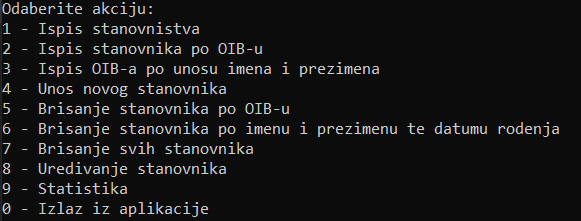 Odaberite akciju:
1 - Ispis stanovnistva
2 - Ispis stanovnika po OIB-u
3 - Ispis OIB-a po unosu imena i prezimena
4 - Unos novog stanovnika
5 - Brisanje stanovnika po OIB-u
6 - Brisanje stanovnika po imenu i prezimenu te datumu rodenja
7 - Brisanje svih stanovnika
8 - Uredivanje stanovnika
9 - Statistika
0 - Izlaz iz aplikacije